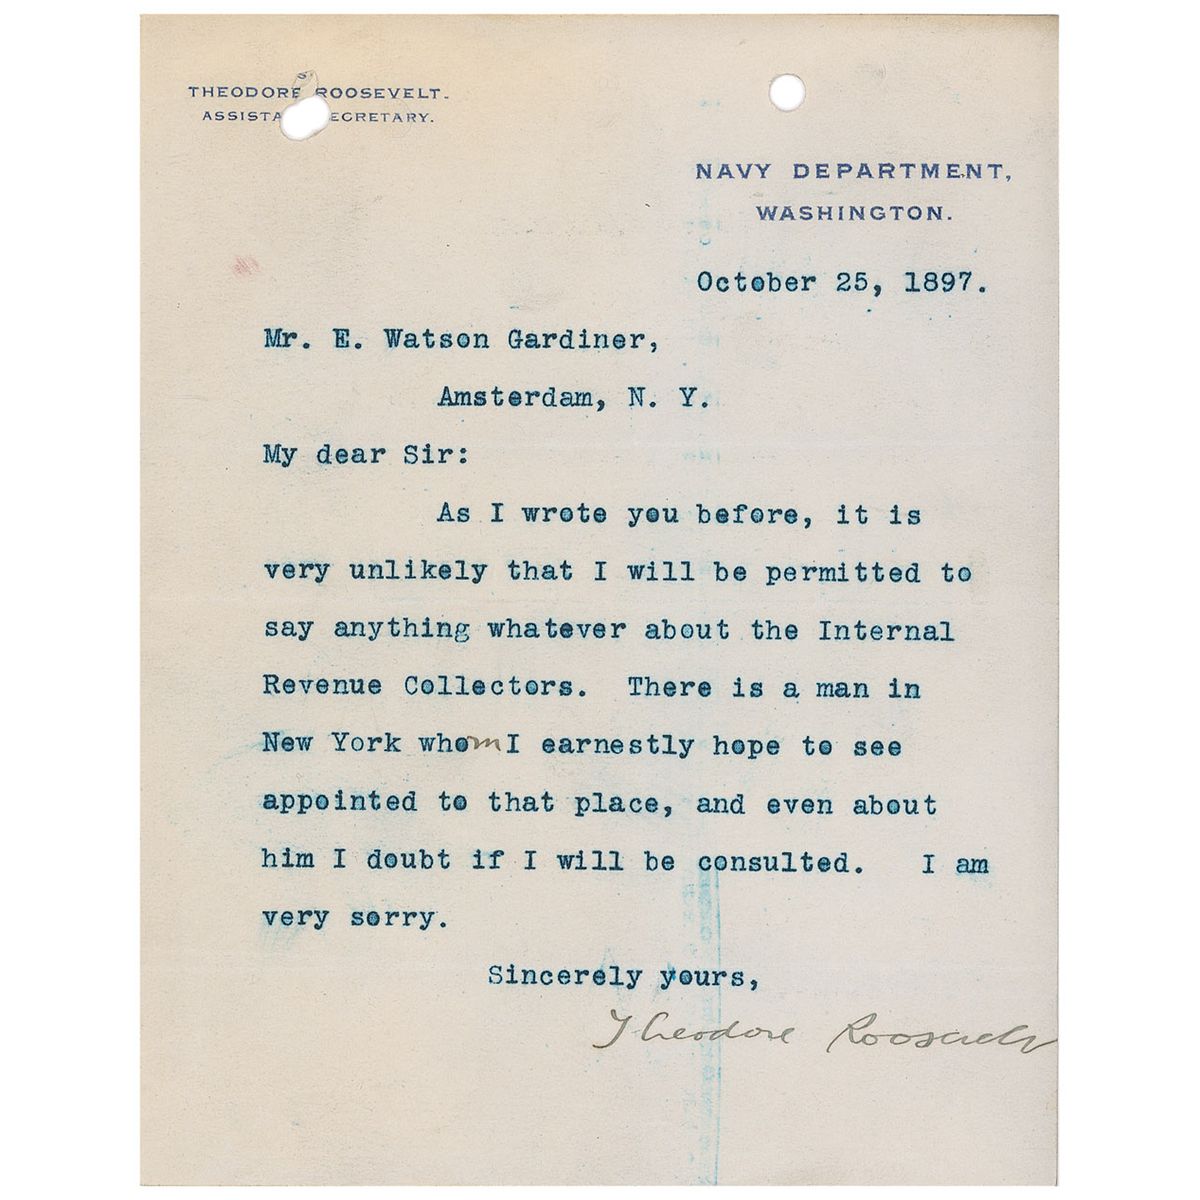 THEODORE ROOSEVELT.
ASSISTA ECRETARY.
NAVY DEPARTMENT,
WASHINGTON.
October 25, 1897.
Mr. E. Watson Gardiner,
Amsterdam, N. Y.
My dear Sir:
As I wrote you before, it is
very unlikely that I will be permitted to
say anything whatever about the Internal
Revenue Collectors. There is a man in
New York whom I earnestly hope to see
appointed to that place, and even about
him I doubt if I will be consulted. I am
very sorry.
Sincerely yours,
Theodore Roosevelt